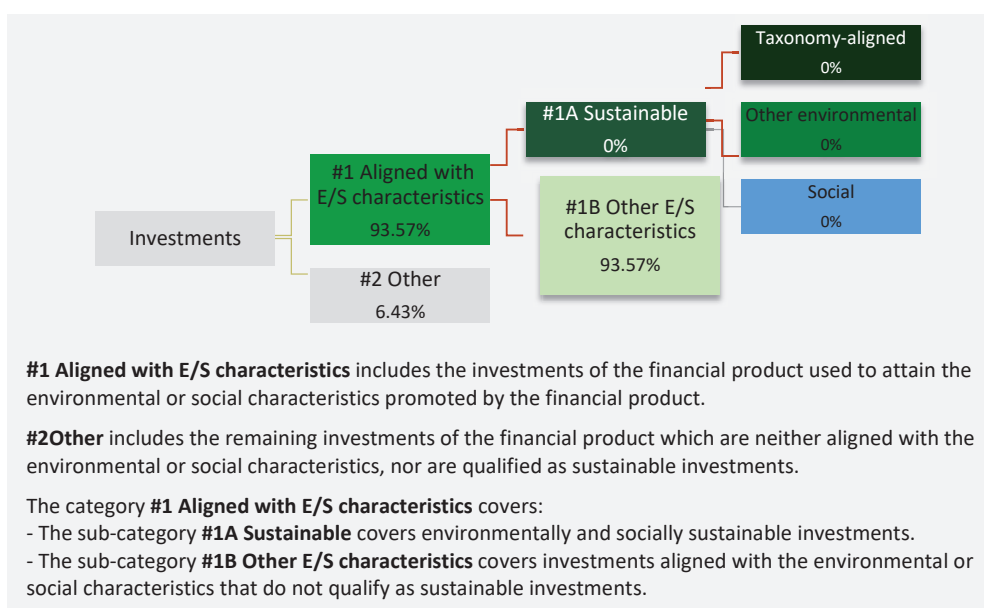 Taxonomy-aligned
0%
#1A Sustainable
0%
Other environmental
0%
#1 Aligned with
E/S characteristics
93.57%
#1B Other E/S
characteristics
93.57%
Social
0%
Investments
#2 Other
6.43%
#1 Aligned with E/S characteristics includes the investments of the financial product used to attain the
environmental or social characteristics promoted by the financial product.
#2Other includes the remaining investments of the financial product which are neither aligned with the
environmental or social characteristics, nor are qualified as sustainable investments.
The category #1 Aligned with E/S characteristics covers:
- The sub-category #1A Sustainable covers environmentally and socially sustainable investments.
- The sub-category #1B Other E/S characteristics covers investments aligned with the environmental or
social characteristics that do not qualify as sustainable investments.